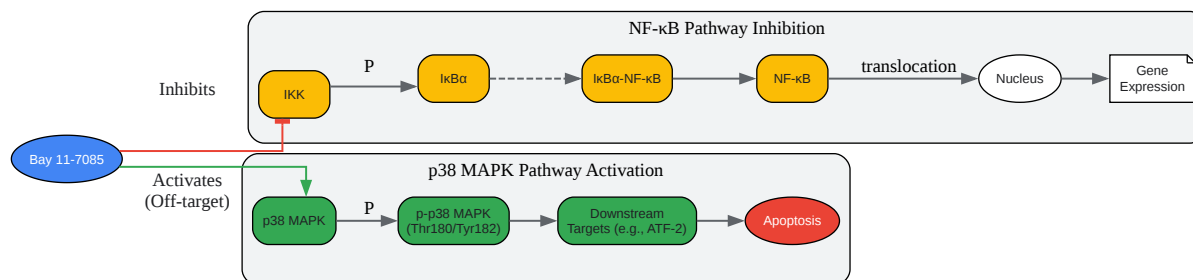 NF-κB Pathway Inhibition
P
IκBα
IκBα-NF-κB
NF-κB
translocation
Nucleus
Gene
Expression
IKK
Inhibits
Bay 11-7085
Activates
(Off-target)
p38 MAPK Pathway Activation
p38 MAPK
P
p-p38 MAPK
(Thr180/Tyr182)
Downstream
Targets (e.g., ATF-2)
Apoptosis